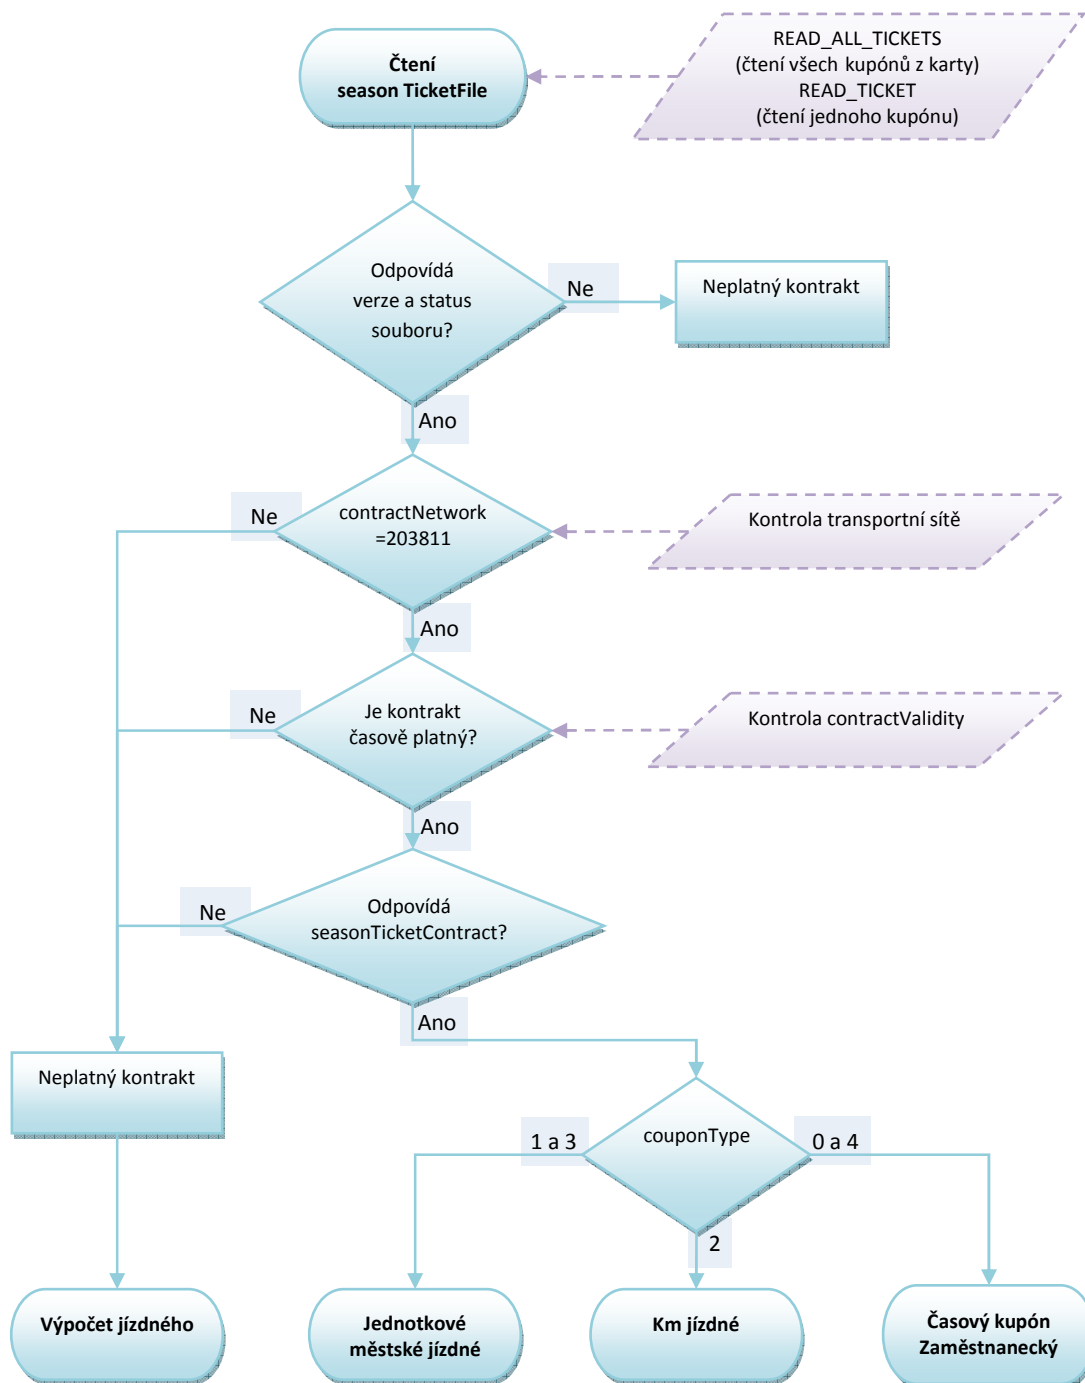 Čtení
season TicketFile
READ_ALL_TICKETS
(čtení všech kupónů z karty)
READ_TICKET
(čtení jednoho kupónu)
Odpovídá
verze a status
souboru?
Ne
Neplatný kontrakt
Ano
Ne
contractNetwork
=203811
Kontrola transportní sítě
Ano
Ne
Je kontrakt
časově platný?
Kontrola contractValidity
Ano
Ne
Odpovídá
seasonTicketContract?
Ano
Neplatný kontrakt
1 a 3
couponType
0 a 4
2
Výpočet jízdného
Jednotkové
městské jízdné
Km jízdné
Časový kupón
Zaměstnanecký